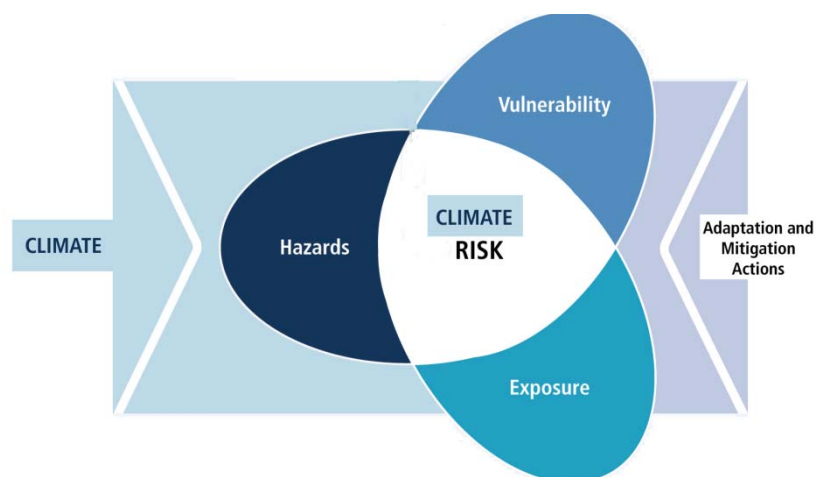 Vulnerability
CLIMATE
RISK
CLIMATE
Hazards
Adaptation and
Mitigation
Actions
Exposure